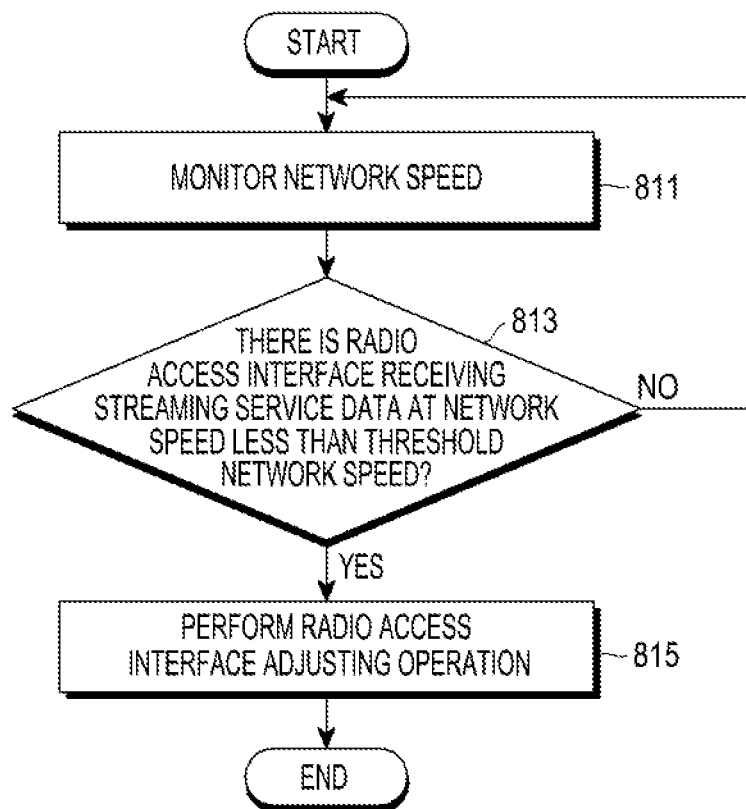 START
MONITOR NETWORK SPEED
811
813
THERE IS RADIO
ACCESS INTERFACE RECEIVING
STREAMING SERVICE DATA AT NETWORK
SPEED LESS THAN THRESHOLD
NETWORK SPEED?
NO
YES
PERFORM RADIO ACCESS
INTERFACE ADJUSTING OPERATION
815
END